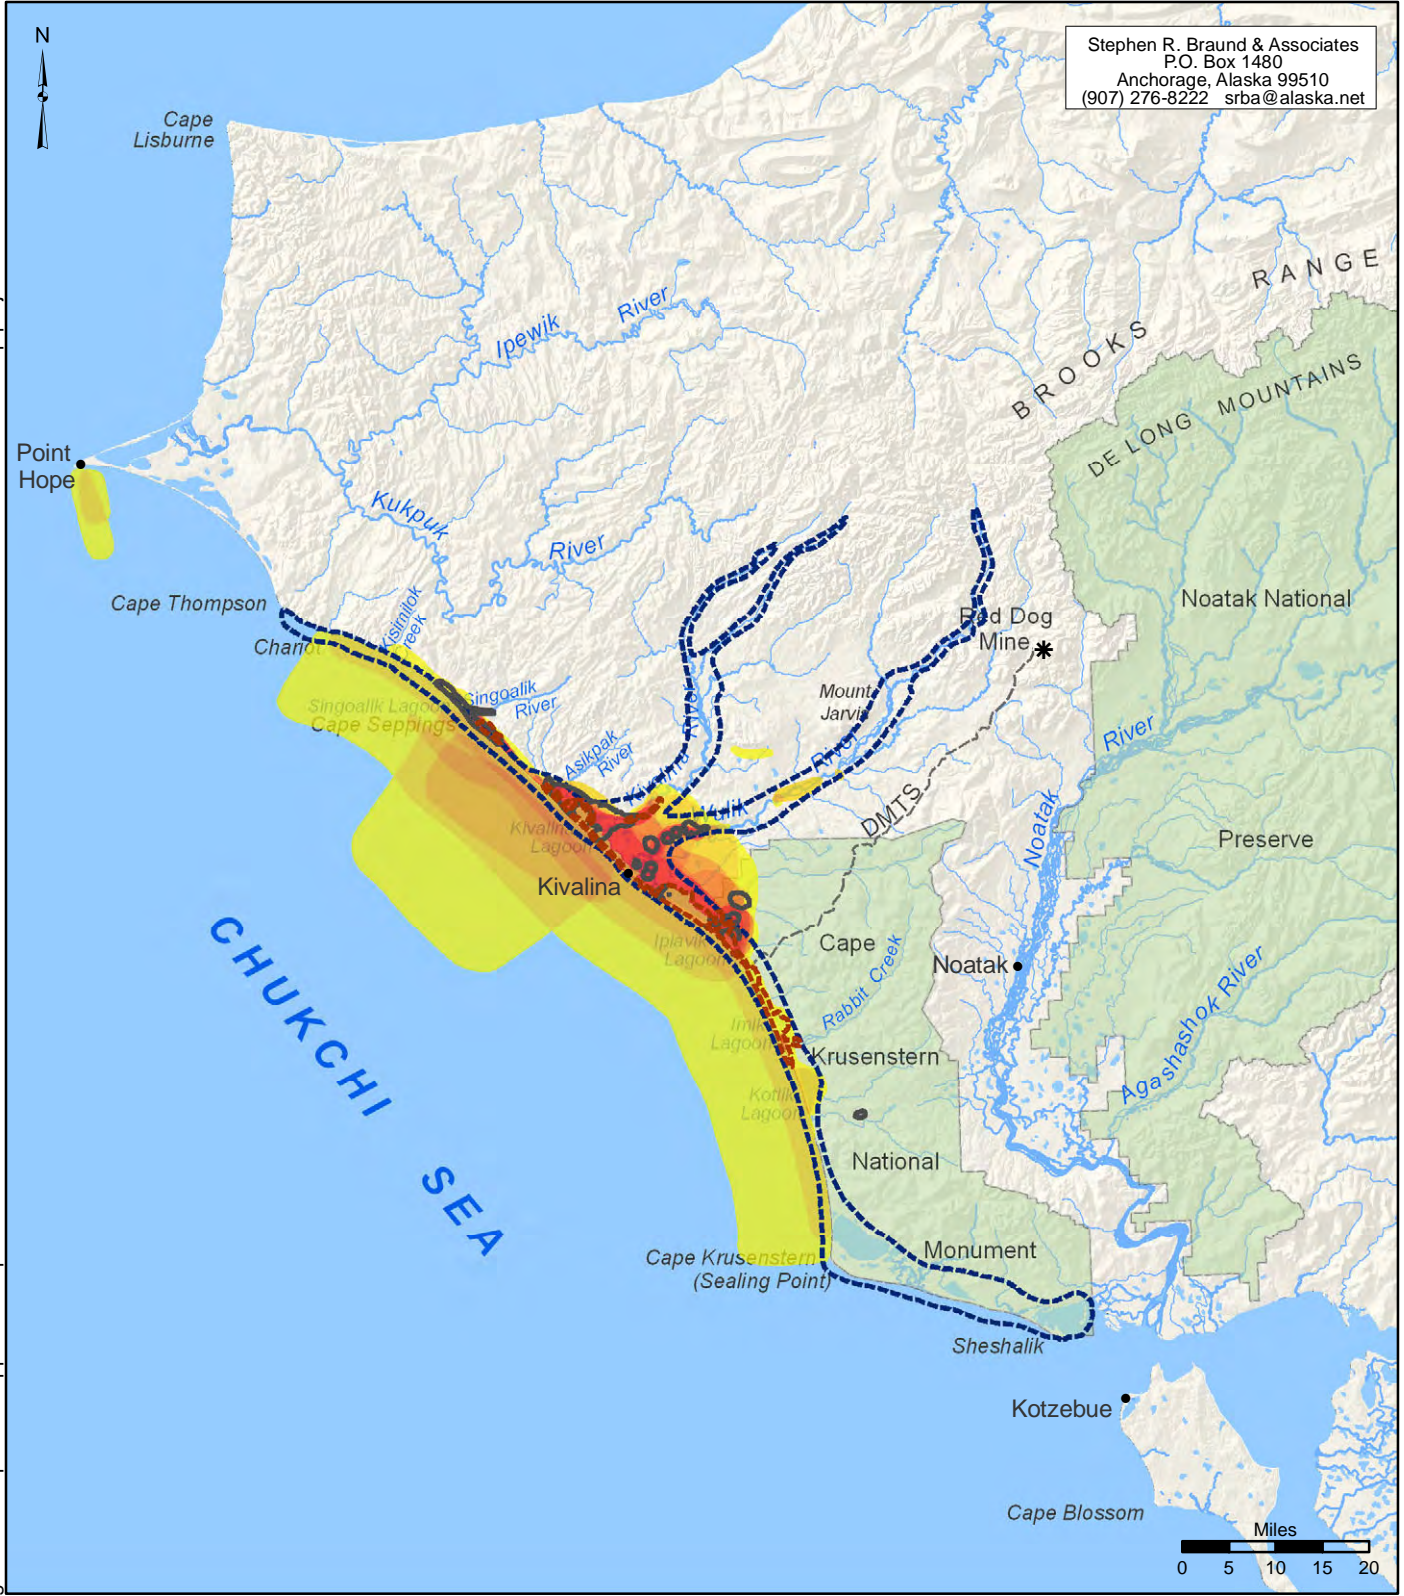 N
Stephen R. Braund & Associates
P.O. Box 1480
Anchorage, Alaska 99510
(907) 276-8222 srba@alaska.net
Cape
Lisburne
BROOKS RANGE
DE LONG MOUNTAINS
Ipewik River
Point
Hope
Kukpuk River
Cape Thompson
Noatak National
Red Dog
Mine
Singoalik
River
Mount
Jarvis
Singoalik Lagoon
Cape Seppings
River
Asikpak
River
River
River
DMTS
Noatak
Preserve
Kivalina
Lagoon
Kivalina
Cape
Rabbit Creek
Noatak
Lagoon
Agashashok River
Lagoon
Krusenstern
Lagoon
National
CHUKCHI SEA
Monument
Cape Krusenstern
(Sealing Point)
Sheshalik
Kotzebue
Cape Blossom
Miles
0 5 10 15 20